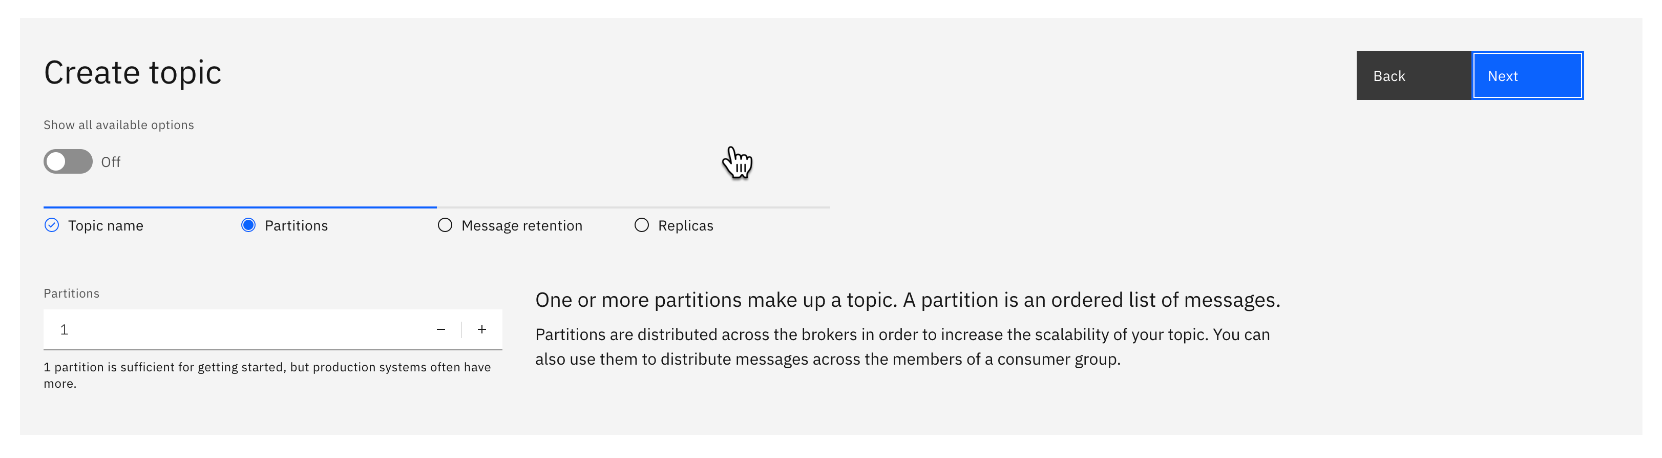 Create topic
Back
Next
Show all available options
Off
Topic name
Partitions
Message retention
Replicas
Partitions
1
1 partition is sufficient for getting started, but production systems often have
more.
One or more partitions make up a topic. A partition is an ordered list of messages.
Partitions are distributed across the brokers in order to increase the scalability of your topic. You can
also use them to distribute messages across the members of a consumer group.